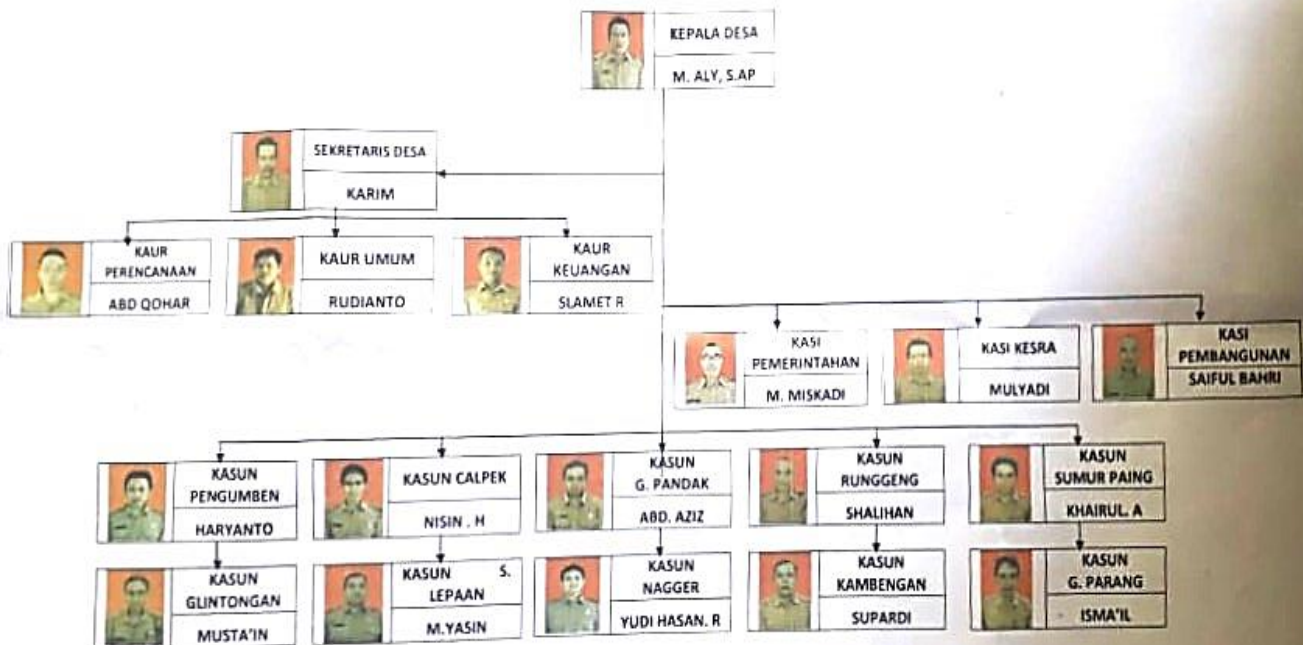 KEPALA DESA
M. ALY, S.AP
SEKRETARIS DESA
KARIM
KAUR
PERENCANAAN
ABD QOHAR
KAUR UMUM
RUDIANTO
KAUR
KEUANGAN
SLAMET R
KASI
PEMERINTAHAN
M. MISKADI
KASI KESRA
MULYADI
KASI
PEMBANGUNAN
SAIFUL BAHRI
KASUN
PENGUMBEN
HARYANTO
KASUN CALPEK
NISIN . H
KASUN
G. PANDAK
ABD. AZIZ
KASUN
RUNGGENG
SHALIHAN
KASUN
SUMUR PAING
KHAIRUL. A
KASUN
GLINTONGAN
MUSTA'IN
KASUN S.
LEPAAN
M.YASIN
KASUN
NAGGER
YUDI HASAN. R
KASUN
KAMBENGAN
SUPARDI
KASUN
G. PARANG
ISMA'IL